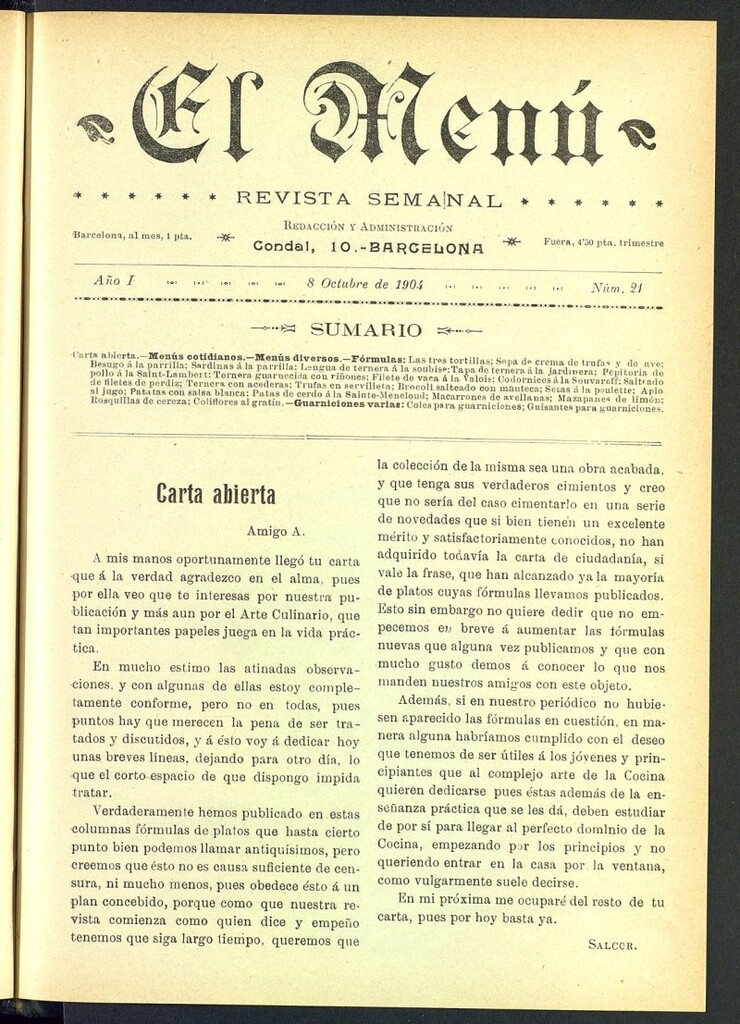 El Menú
REVISTA SEMANAL
Barcelona, al mes, 1 pta.
REDACCIÓN Y ADMINISTRACIÓN
Condal, 10.-BARCELONA
Fuera, 4'50 pta. trimestre
Año I
8 Octubre de 1904
Núm. 21
SUMARIO
Carta abierta.—Menús cotidianos.—Menús diversos.—Fórmulas: Las tres tortillas; Sopa de crema de trufas y de ave;
Besugo á la parrilla; Sardinas á la parrilla; Lengua de ternera á la soubise; Tapa de ternera á la jardinera; Pepitoria de
pollo á la Saint-Lambert; Ternera guarnecida con riñones; Filete de vaca á la Valois; Codornices á la Souvaroff; Salteado
de filetes de perdiz; Ternera con acederas; Trufas en servilleta; Brocoli salteado con manteca; Setas á la poulette; Apio
al jugo; Patatas con salsa blanca; Patas de cerdo á la Sainte-Meneloud; Macarrones de avellanas; Mazapanes de limón;
Rosquillas de cereza; Coliflores al gratín.—Guarniciones varias: Coles para guarniciones; Guisantes para guarniciones.
Carta abierta
Amigo A.
A mis manos oportunamente llegó tu carta
que á la verdad agradezco en el alma, pues
por ella veo que te interesas por nuestra pu-
blicación y más aun por el Arte Culinario, que
tan importantes papeles juega en la vida prác-
tica.
En mucho estimo las atinadas observa-
ciones, y con algunas de ellas estoy comple-
tamente conforme, pero no en todas, pues
puntos hay que merecen la pena de ser tra-
tados y discutidos, y á ésto voy á dedicar hoy
unas breves líneas, dejando para otro día, lo
que el corto espacio de que dispongo impida
tratar.
Verdaderamente hemos publicado en estas
columnas fórmulas de platos que hasta cierto
punto bien podemos llamar antiquísimos, pero
creemos que ésto no es causa suficiente de cen-
sura, ni mucho menos, pues obedece ésto á un
plan concebido, porque como que nuestra re-
vista comienza como quien dice y empeño
tenemos que siga largo tiempo, queremos que
la colección de la misma sea una obra acabada,
y que tenga sus verdaderos cimientos y creo
que no sería del caso cimentarlo en una serie
de novedades que si bien tienen un excelente
mérito y satisfactoriamente conocidos, no han
adquirido todavía la carta de ciudadanía, si
vale la frase, que han alcanzado ya la mayoría
de platos cuyas fórmulas llevamos publicados.
Esto sin embargo no quiere dedir que no em-
pecemos en breve á aumentar las fórmulas
nuevas que alguna vez publicamos y que con
mucho gusto demos á conocer lo que nos
manden nuestros amigos con este objeto.
Además, si en nuestro periódico no hubie-
sen aparecido las fórmulas en cuestión, en ma-
nera alguna habríamos cumplido con el deseo
que tenemos de ser útiles á los jóvenes y prin-
cipiantes que al complejo arte de la Cocina
quieren dedicarse pues éstas además de la en-
señanza práctica que se les dá, deben estudiar
de por sí para llegar al perfecto domlnio de la
Cocina, empezando por los principios y no
queriendo entrar en la casa por la ventana,
como vulgarmente suele decirse.
En mi próxima me ocuparé del resto de tu
carta, pues por hoy basta ya.
SALCOR.